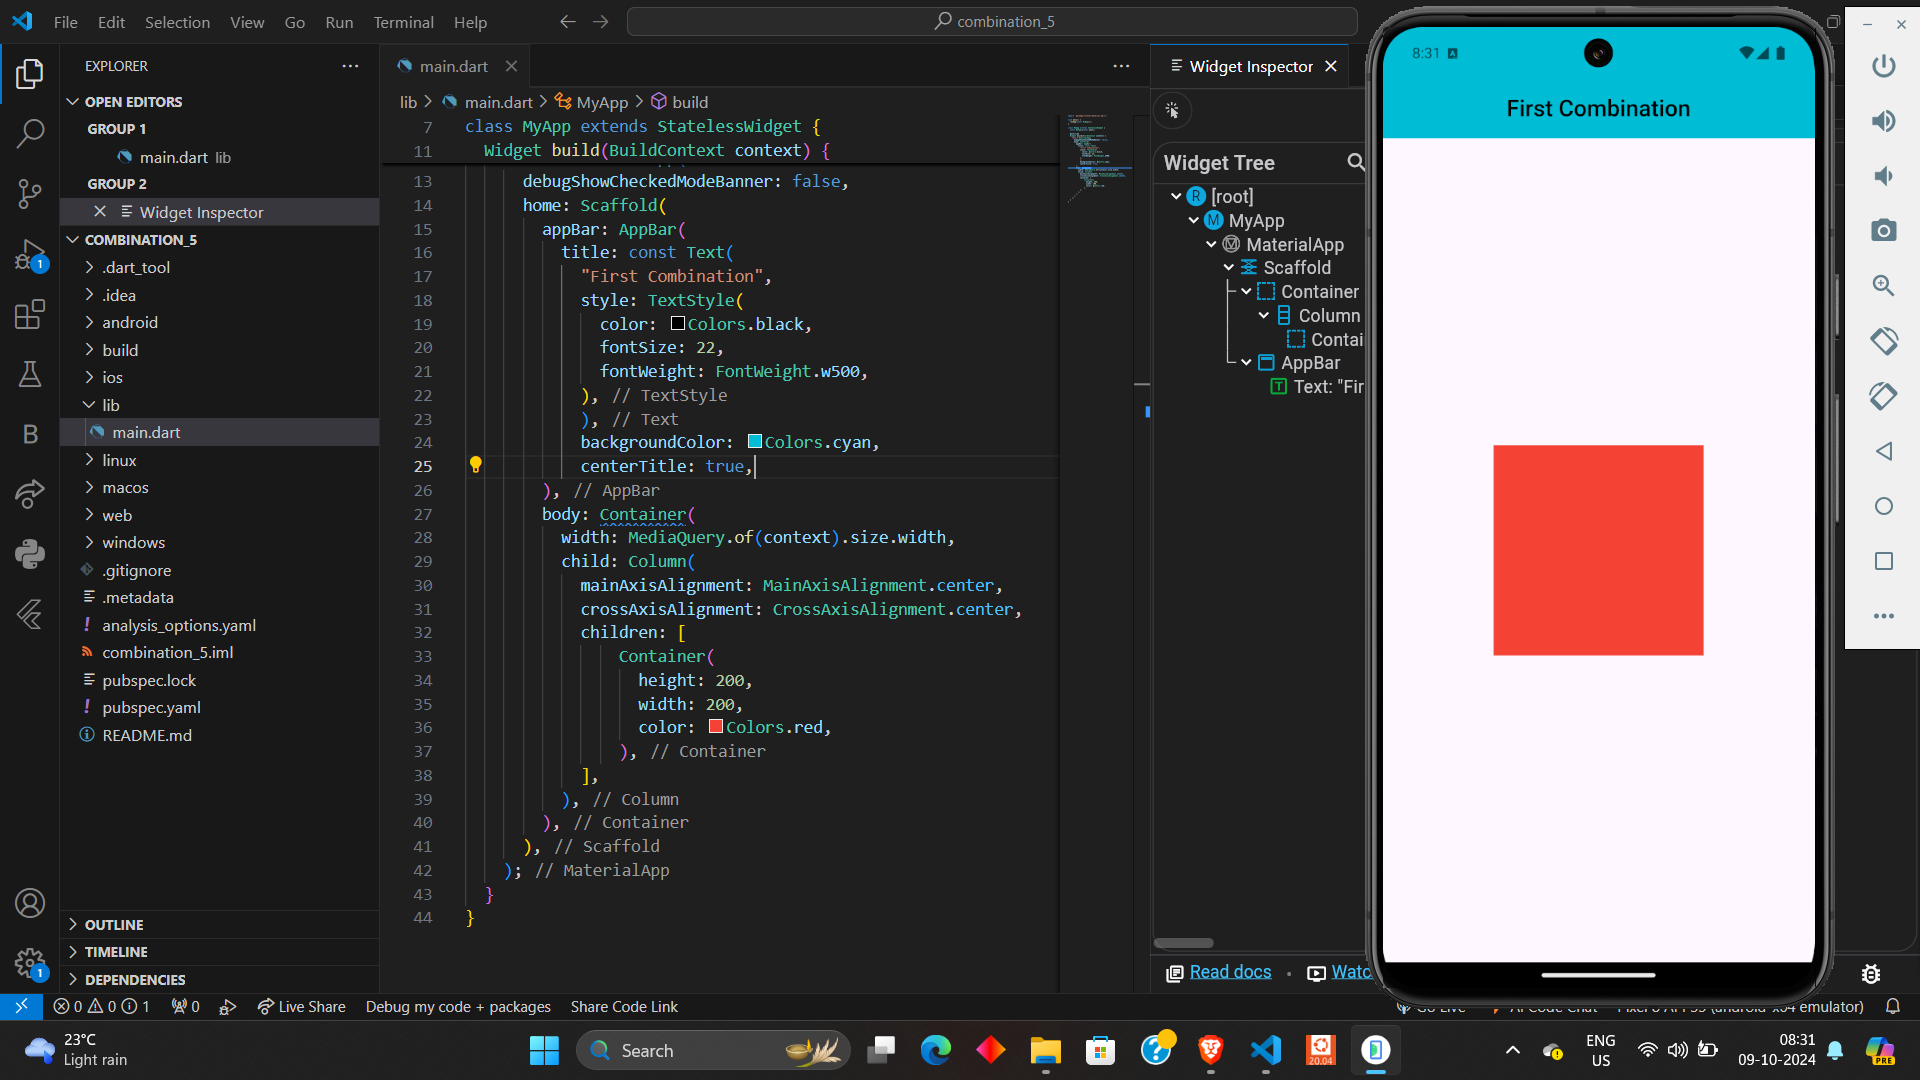 File Edit Selection View Go Run Terminal Help
combination_5
EXPLORER
OPEN EDITORS
GROUP 1
main.dart lib
GROUP 2
Widget Inspector
COMBINATION_5
.dart_tool
.idea
android
build
ios
lib
main.dart
linux
macos
web
windows
.gitignore
.metadata
analysis_options.yaml
combination_5.iml
pubspec.lock
pubspec.yaml
README.md
OUTLINE
TIMELINE
DEPENDENCIES
main.dart
lib > main.dart > MyApp > build
7 class MyApp extends StatelessWidget {
11 Widget build(BuildContext context) {
13 debugShowCheckedModeBanner: false,
14 home: Scaffold(
15 appBar: AppBar(
16 title: const Text(
17 "First Combination",
18 style: TextStyle(
19 color: Colors.black,
20 fontSize: 22,
21 fontWeight: FontWeight.w500,
22 ), // TextStyle
23 ), // Text
24 backgroundColor: Colors.cyan,
25 centerTitle: true,
26 ), // AppBar
27 body: Container(
28 width: MediaQuery.of(context).size.width,
29 child: Column(
30 mainAxisAlignment: MainAxisAlignment.center,
31 crossAxisAlignment: CrossAxisAlignment.center,
32 children: [
33 Container(
34 height: 200,
35 width: 200,
36 color: Colors.red,
37 ), // Container
38 ],
39 ), // Column
40 ), // Container
41 ), // Scaffold
42 ); // MaterialApp
43 }
44 }
Widget Inspector
Widget Tree
[root]
MyApp
MaterialApp
Scaffold
Container
Column
Contai
AppBar
Text: "Fir
Read docs • Watc
8:31
First Combination
0 0 1 0 Live Share Debug my code + packages Share Code Link
emulator)
23°C
Light rain
Search
20.04
ENG
US
08:31
09-10-2024
PRE